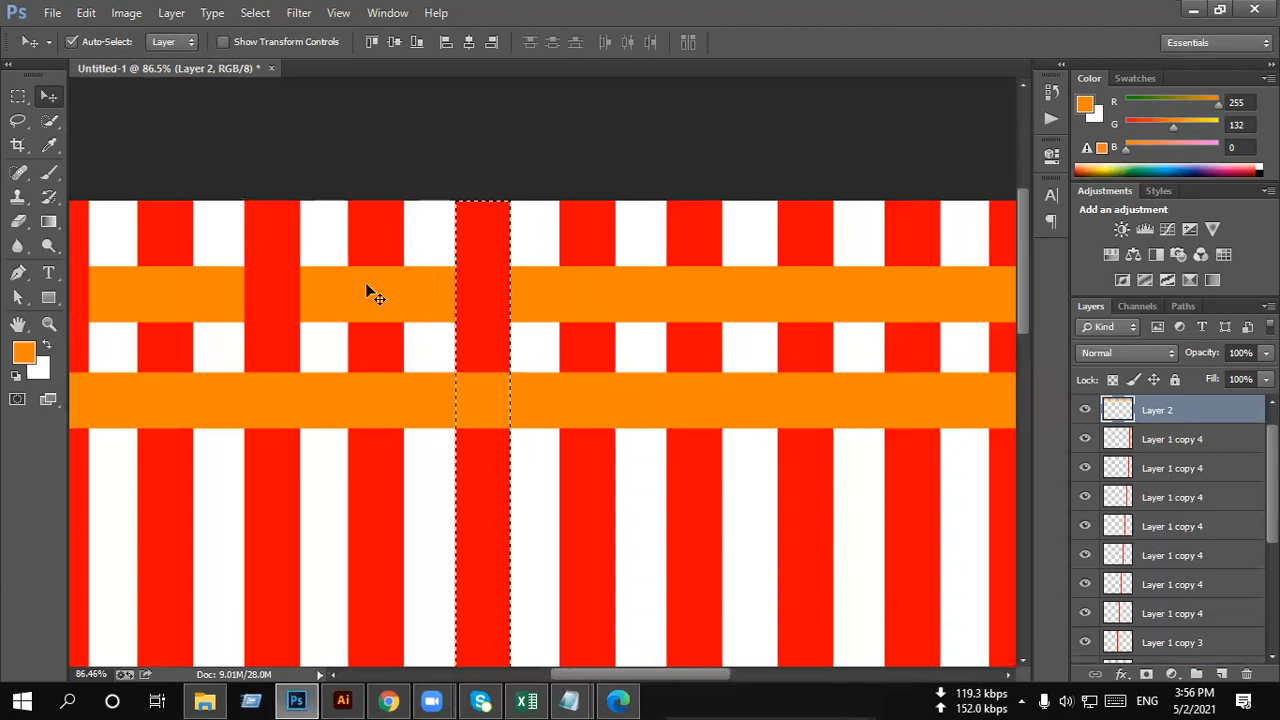 Ps File Edit Image Layer Type Select Filter View Window Help
Auto-Select: Layer Show Transform Controls Essentials
Untitled-1 @ 86.5% (Layer 2, RGB/8) * ×
Color Swatches
R 255
G 132
B 0
Adjustments Styles
Add an adjustment
Layers Channels Paths
Kind
Normal Opacity: 100%
Lock: Fill: 100%
Layer 2
Layer 1 copy 4
Layer 1 copy 4
Layer 1 copy 4
Layer 1 copy 4
Layer 1 copy 4
Layer 1 copy 4
Layer 1 copy 4
Layer 1 copy 3
86.46% Doc: 9.01M/28.0M
119.3 kbps
152.0 kbps
ENG
3:56 PM
5/2/2021